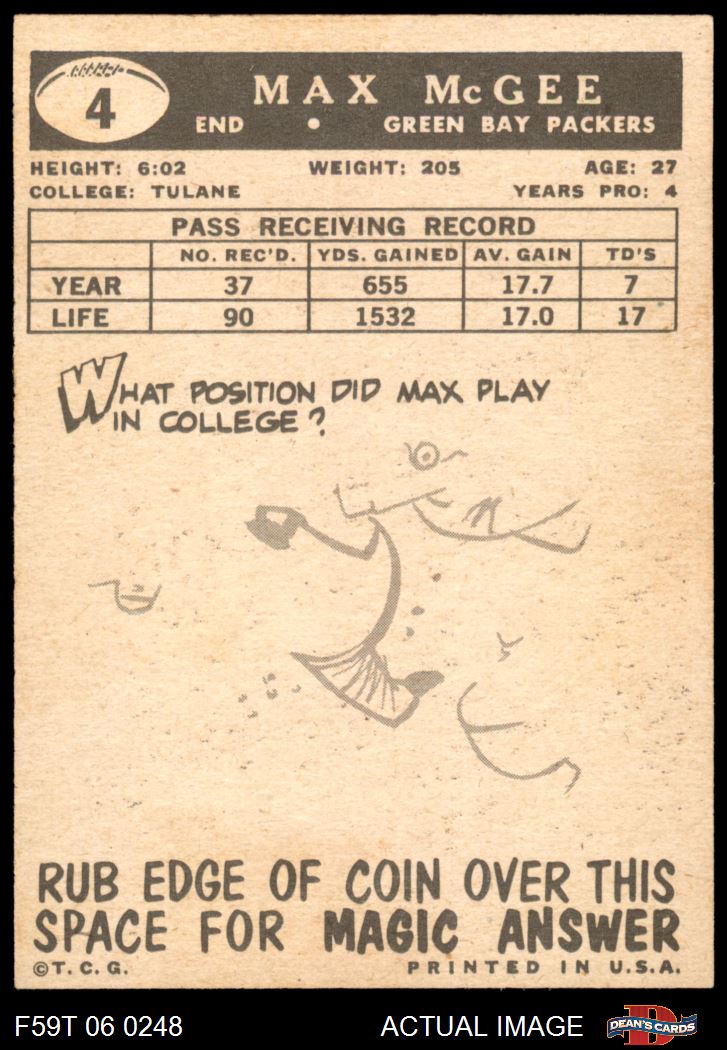 4
MAX McGEE
END • GREEN BAY PACKERS
HEIGHT: 6:02 WEIGHT: 205 AGE: 27
COLLEGE: TULANE YEARS PRO: 4
PASS RECEIVING RECORD
NO. REC'D. YDS. GAINED AV. GAIN TD'S
YEAR 37 655 17.7 7
LIFE 90 1532 17.0 17
WHAT POSITION DID MAX PLAY
IN COLLEGE?
RUB EDGE OF COIN OVER THIS
SPACE FOR MAGIC ANSWER
©T.C.G. PRINTED IN U.S.A.
F59T 06 0248 ACTUAL IMAGE DEAN'S CARDS